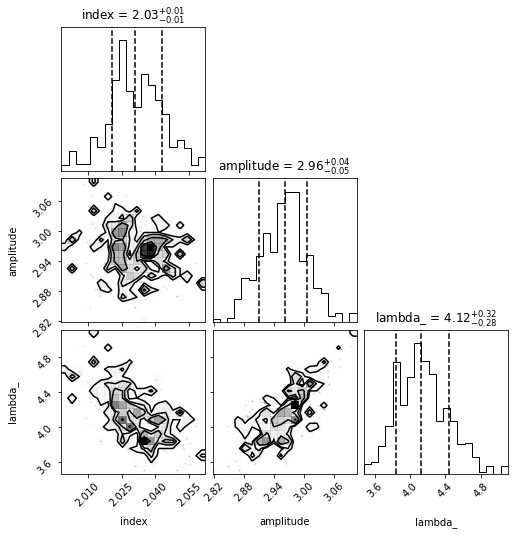 index = 2.03+0.01 −0.01
amplitude = 2.96+0.04 −0.05
lambda_ = 4.12+0.32 −0.28
amplitude
3.06
3.00
2.94
2.88
2.82
lambda_
4.8
4.4
4.0
3.6
2.010 2.025 2.040 2.055
index
2.82 2.88 2.94 3.00 3.06
amplitude
3.6 4.0 4.4 4.8
lambda_